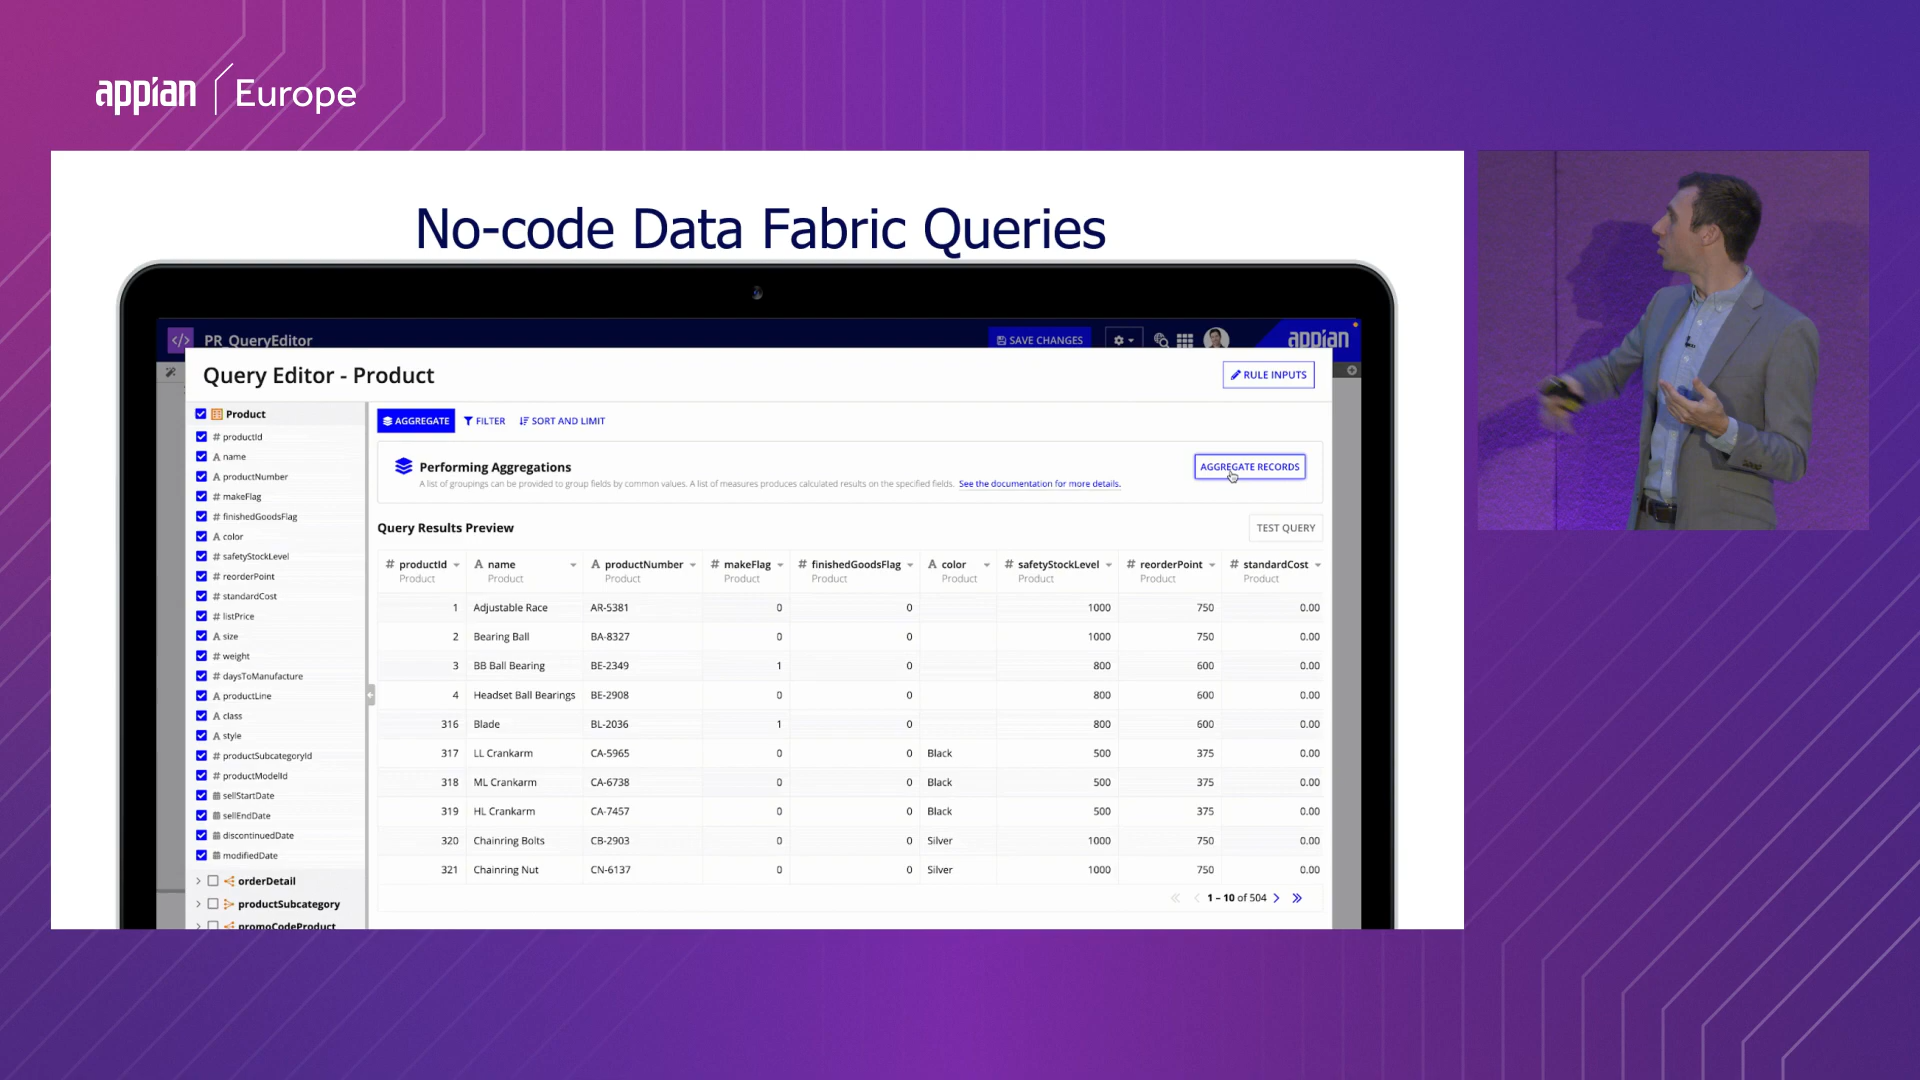 appian Europe
No-code Data Fabric Queries
PR_QueryEditor
SAVE CHANGES
appian
Query Editor - Product
RULE INPUTS
Product
# productId
A name
A productNumber
# makeFlag
# finishedGoodsFlag
A color
# safetyStockLevel
# reorderPoint
# standardCost
# listPrice
A size
# weight
# daysToManufacture
A productLine
A class
A style
# productSubcategoryId
# productModelId
sellStartDate
sellEndDate
discontinuedDate
modifiedDate
orderDetail
productSubcategory
promoCodeProduct
AGGREGATE FILTER SORT AND LIMIT
Performing Aggregations
AGGREGATE RECORDS
A list of groupings can be provided to group fields by common values. A list of measures produces calculated results on the specified fields. See the documentation for more details.
Query Results Preview
TEST QUERY
# productId A name A productNumber # makeFlag # finishedGoodsFlag A color # safetyStockLevel # reorderPoint # standardCost
Product Product Product Product Product Product Product Product Product
1 Adjustable Race AR-5381 0 0 1000 750 0.00
2 Bearing Ball BA-8327 0 0 1000 750 0.00
3 BB Ball Bearing BE-2349 1 0 800 600 0.00
4 Headset Ball Bearings BE-2908 0 0 800 600 0.00
316 Blade BL-2036 1 0 800 600 0.00
317 LL Crankarm CA-5965 0 0 Black 500 375 0.00
318 ML Crankarm CA-6738 0 0 Black 500 375 0.00
319 HL Crankarm CA-7457 0 0 Black 500 375 0.00
320 Chainring Bolts CB-2903 0 0 Silver 1000 750 0.00
321 Chainring Nut CN-6137 0 0 Silver 1000 750 0.00
1 – 10 of 504